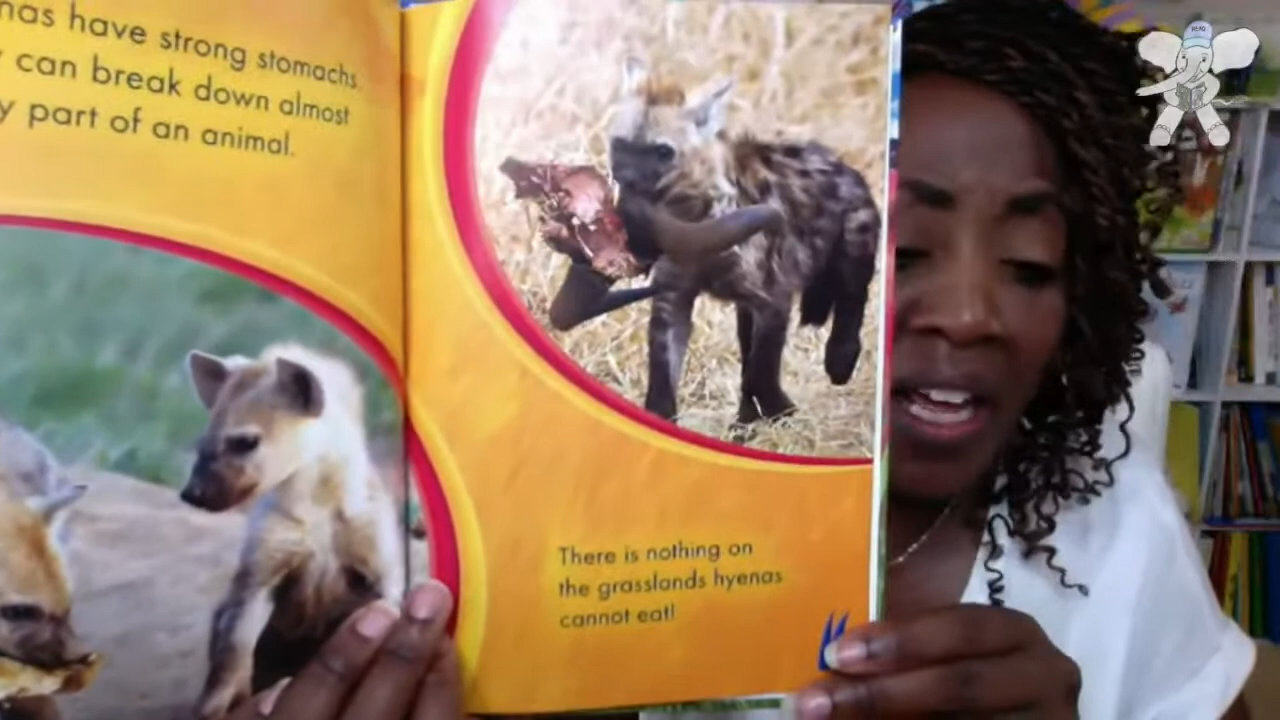 have strong stomachs
can break down almost
part of an animal.
There is nothing on
the grasslands hyenas
cannot eat!
READ